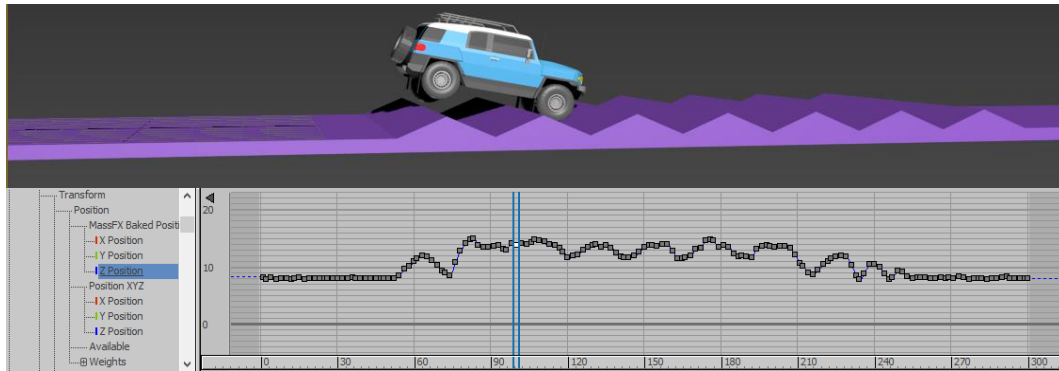 Transform
Position
MassFX Baked Positi
X Position
Y Position
Z Position
Position XYZ
X Position
Y Position
Z Position
Available
Weights
20
10
0
0 30 60 90 120 150 180 210 240 270 300